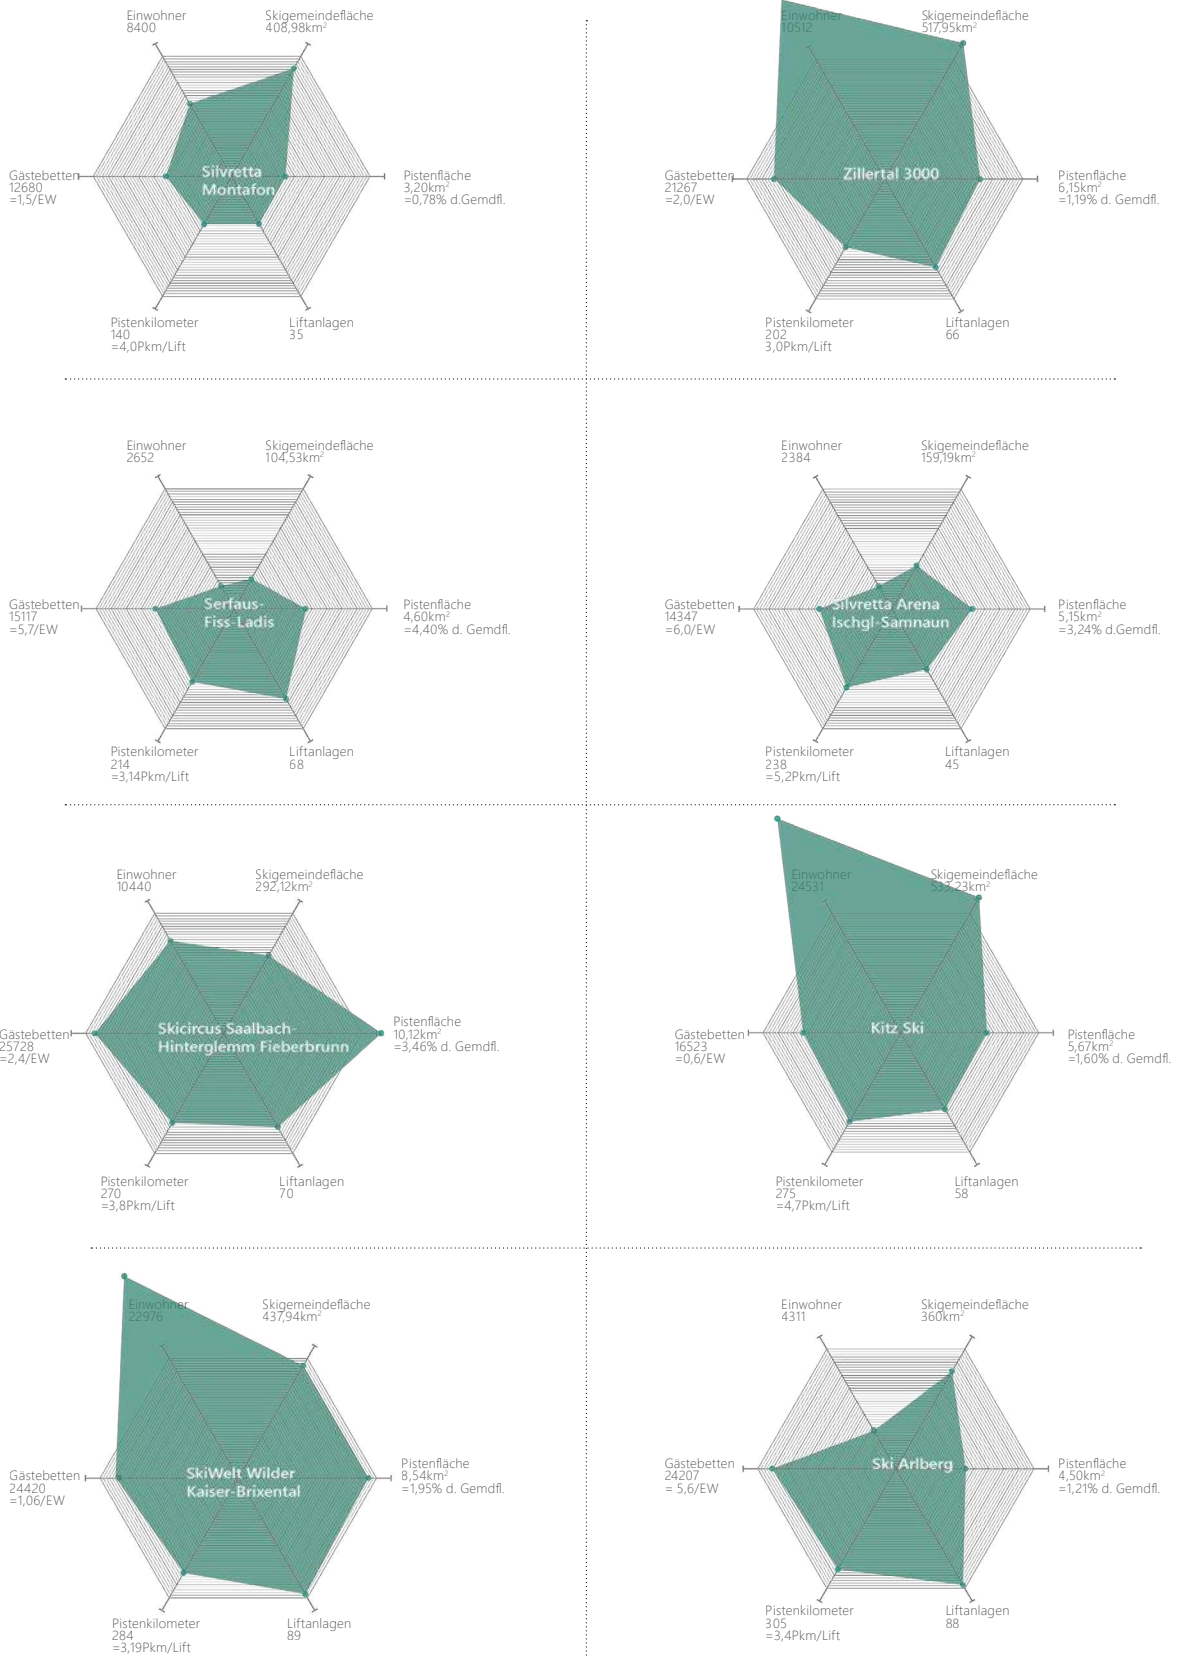 Einwohner
8400
Skigemeindefläche
408,98km²
Gästebetten
12680
=1,5/EW
Silvretta
Montafon
Pistenfläche
3,20km²
=0,78% d.Gemdfl.
Pistenkilometer
140
=4,0Pkm/Lift
Liftanlagen
35
Einwohner
10512
Skigemeindefläche
517,95km²
Gästebetten
21267
=2,0/EW
Zillertal 3000
Pistenfläche
6,15km²
=1,19% d. Gemdfl.
Pistenkilometer
202
3,0Pkm/Lift
Liftanlagen
66
Einwohner
2652
Skigemeindefläche
104,53km²
Gästebetten
15117
=5,7/EW
Serfaus-
Fiss-Ladis
Pistenfläche
4,60km²
=4,40% d. Gemdfl.
Pistenkilometer
214
=3,14Pkm/Lift
Liftanlagen
68
Einwohner
2384
Skigemeindefläche
159,19km²
Gästebetten
14347
=6,0/EW
Silvretta Arena
Ischgl-Samnaun
Pistenfläche
5,15km²
=3,24% d.Gemdfl.
Pistenkilometer
238
=5,2Pkm/Lift
Liftanlagen
45
Einwohner
10440
Skigemeindefläche
292,12km²
Gästebetten
25728
=2,4/EW
Skicircus Saalbach-
Hinterglemm Fieberbrunn
Pistenfläche
10,12km²
=3,46% d. Gemdfl.
Pistenkilometer
270
=3,8Pkm/Lift
Liftanlagen
70
Einwohner
24531
Skigemeindefläche
533,23km²
Gästebetten
16523
=0,6/EW
Kitz Ski
Pistenfläche
5,67km²
=1,60% d. Gemdfl.
Pistenkilometer
275
=4,7Pkm/Lift
Liftanlagen
58
Einwohner
22976
Skigemeindefläche
437,94km²
Gästebetten
24420
=1,06/EW
SkiWelt Wilder
Kaiser-Brixental
Pistenfläche
8,54km²
=1,95% d. Gemdfl.
Pistenkilometer
284
=3,19Pkm/Lift
Liftanlagen
89
Einwohner
4311
Skigemeindefläche
360km²
Gästebetten
24207
= 5,6/EW
Ski Arlberg
Pistenfläche
4,50km²
=1,21% d. Gemdfl.
Pistenkilometer
305
=3,4Pkm/Lift
Liftanlagen
88